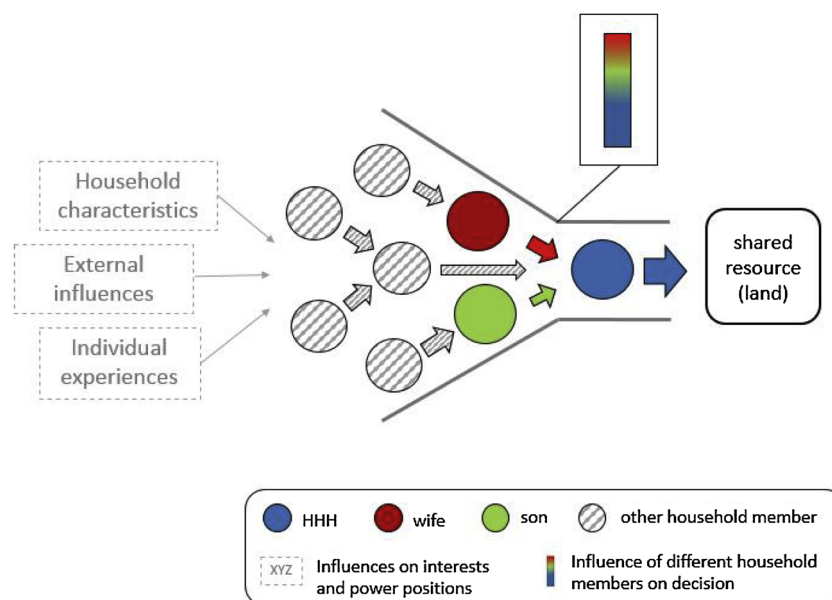 Household
characteristics
External
influences
Individual
experiences
shared
resource
(land)
HHH
wife
son
other household member
XYZ
Influences on interests
and power positions
Influence of different household
members on decision